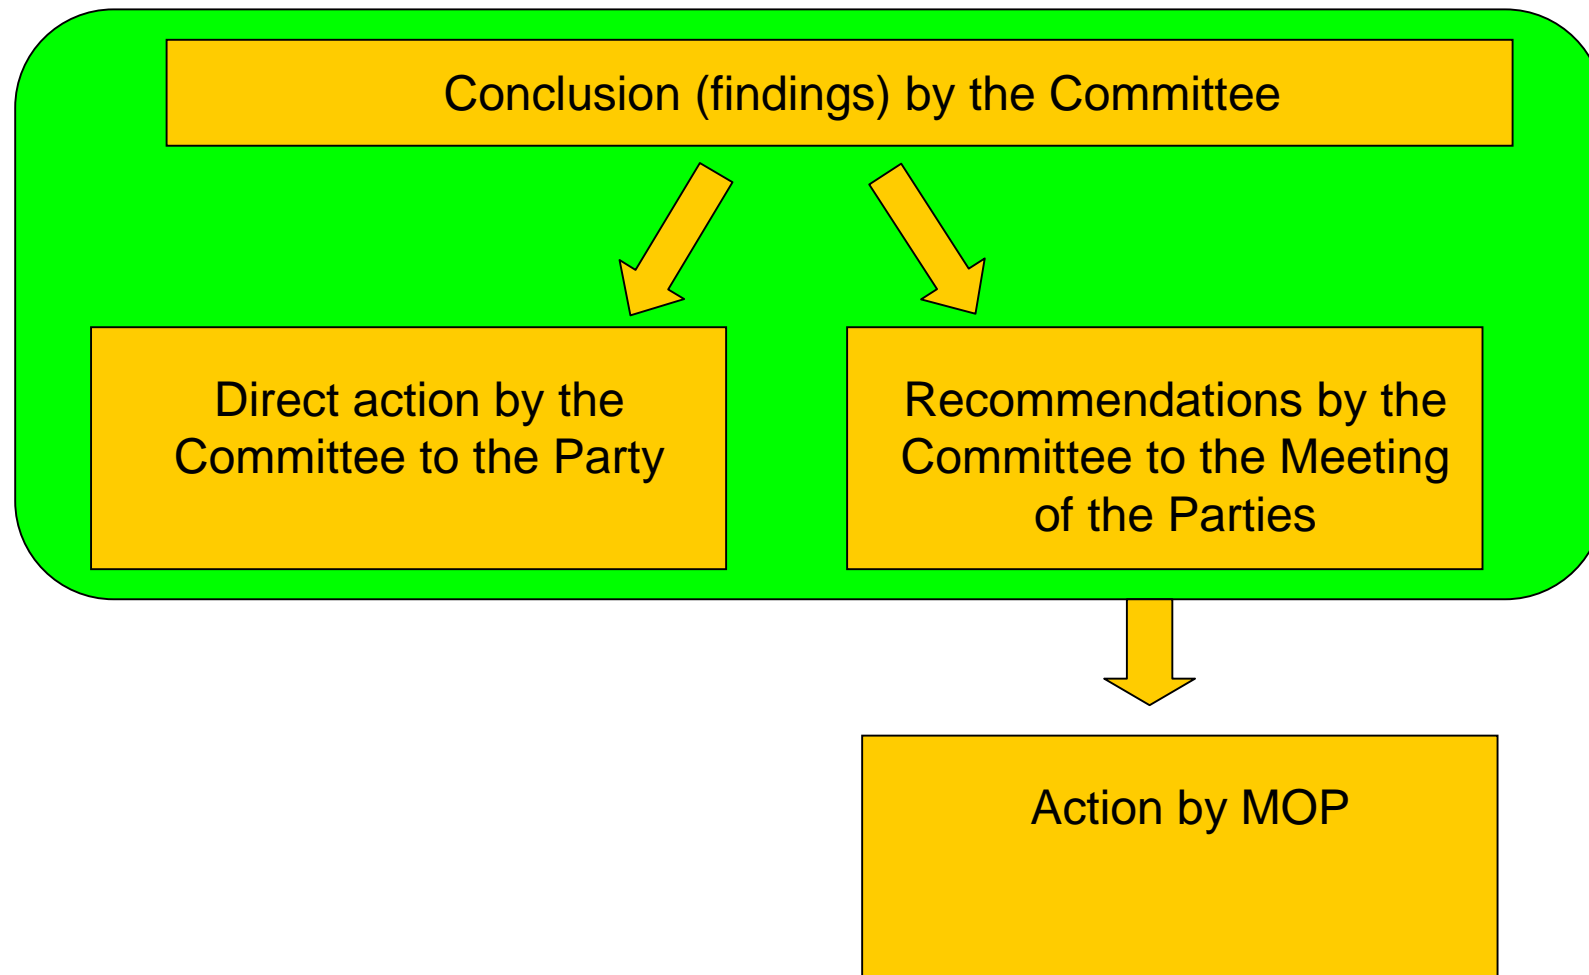 Conclusion (findings) by the Committee
Direct action by the
Committee to the Party
Recommendations by the
Committee to the Meeting
of the Parties
Action by MOP